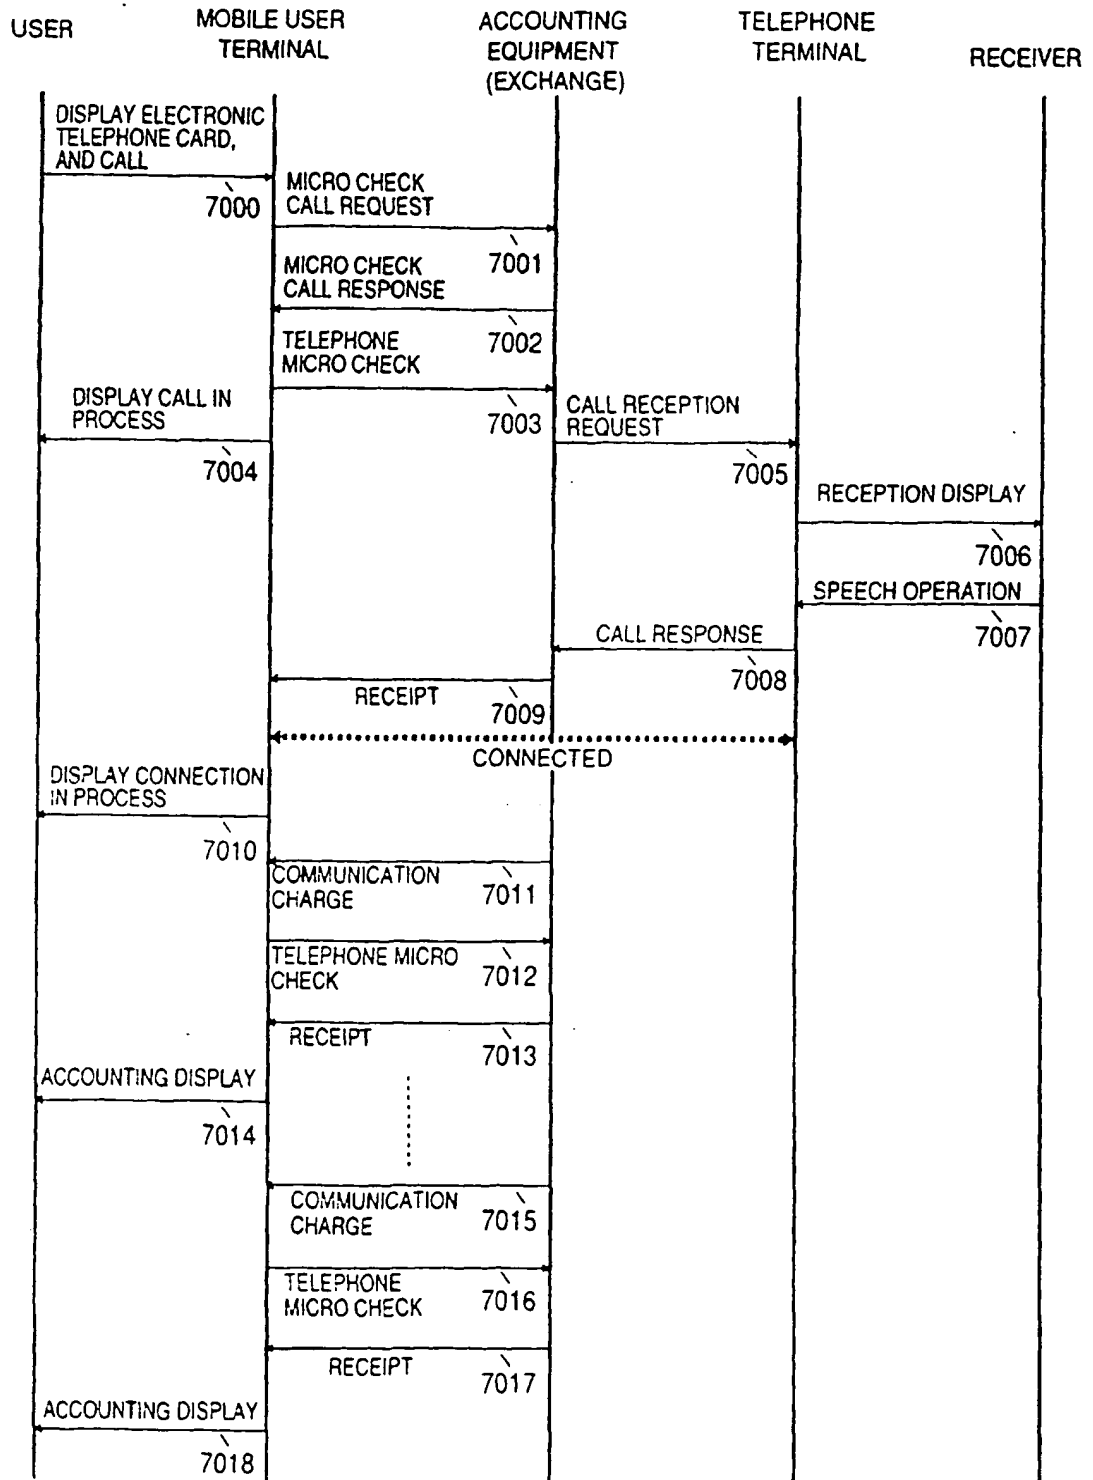 USER
MOBILE USER
TERMINAL
ACCOUNTING
EQUIPMENT
(EXCHANGE)
TELEPHONE
TERMINAL
RECEIVER
DISPLAY ELECTRONIC
TELEPHONE CARD,
AND CALL
7000
MICRO CHECK
CALL REQUEST
7001
MICRO CHECK
CALL RESPONSE
7002
TELEPHONE
MICRO CHECK
7003
DISPLAY CALL IN
PROCESS
7004
CALL RECEPTION
REQUEST
7005
RECEPTION DISPLAY
7006
SPEECH OPERATION
7007
CALL RESPONSE
7008
RECEIPT
7009
CONNECTED
DISPLAY CONNECTION
IN PROCESS
7010
COMMUNICATION
CHARGE
7011
TELEPHONE MICRO
CHECK
7012
RECEIPT
7013
ACCOUNTING DISPLAY
7014
COMMUNICATION
CHARGE
7015
TELEPHONE
MICRO CHECK
7016
RECEIPT
7017
ACCOUNTING DISPLAY
7018